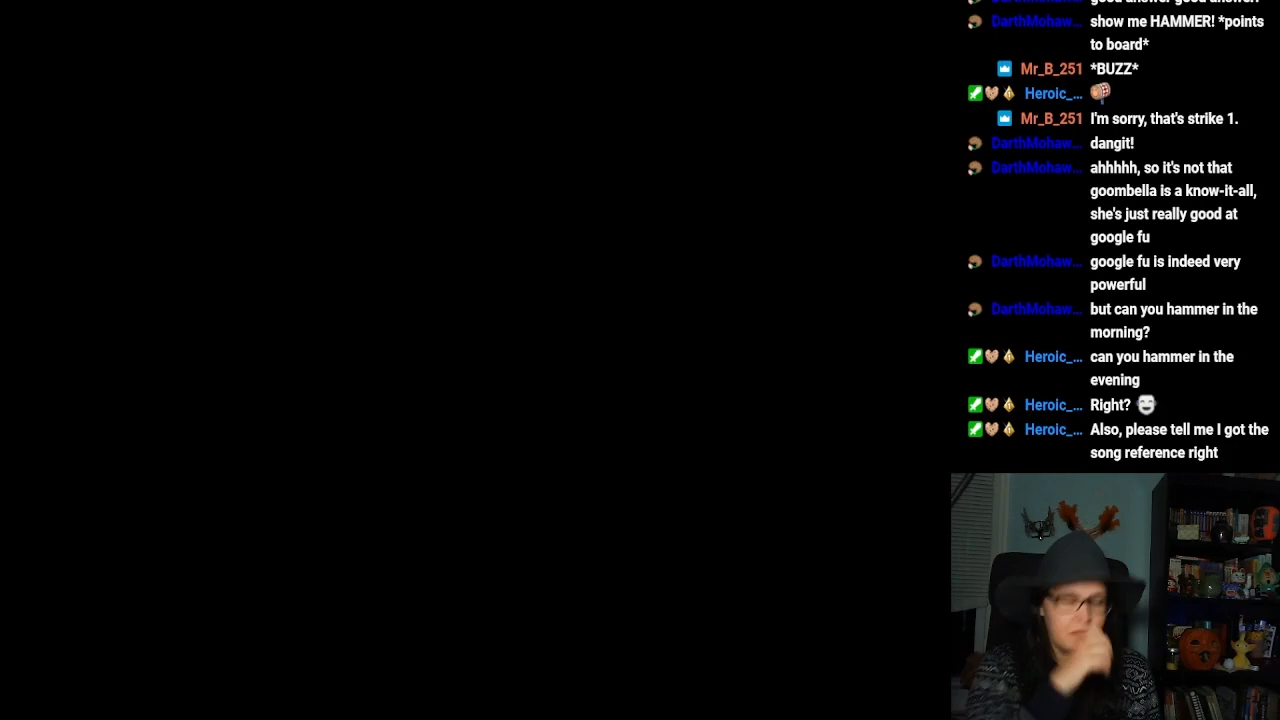 DarthMohaw... show me HAMMER! *points
to board*
Mr_B_251 *BUZZ*
Heroic_...
Mr_B_251 I'm sorry, that's strike 1.
DarthMohaw... dangit!
DarthMohaw... ahhhhh, so it's not that
goombella is a know-it-all,
she's just really good at
google fu
DarthMohaw... google fu is indeed very
powerful
DarthMohaw... but can you hammer in the
morning?
Heroic_... can you hammer in the
evening
Heroic_... Right?
Heroic_... Also, please tell me I got the
song reference right